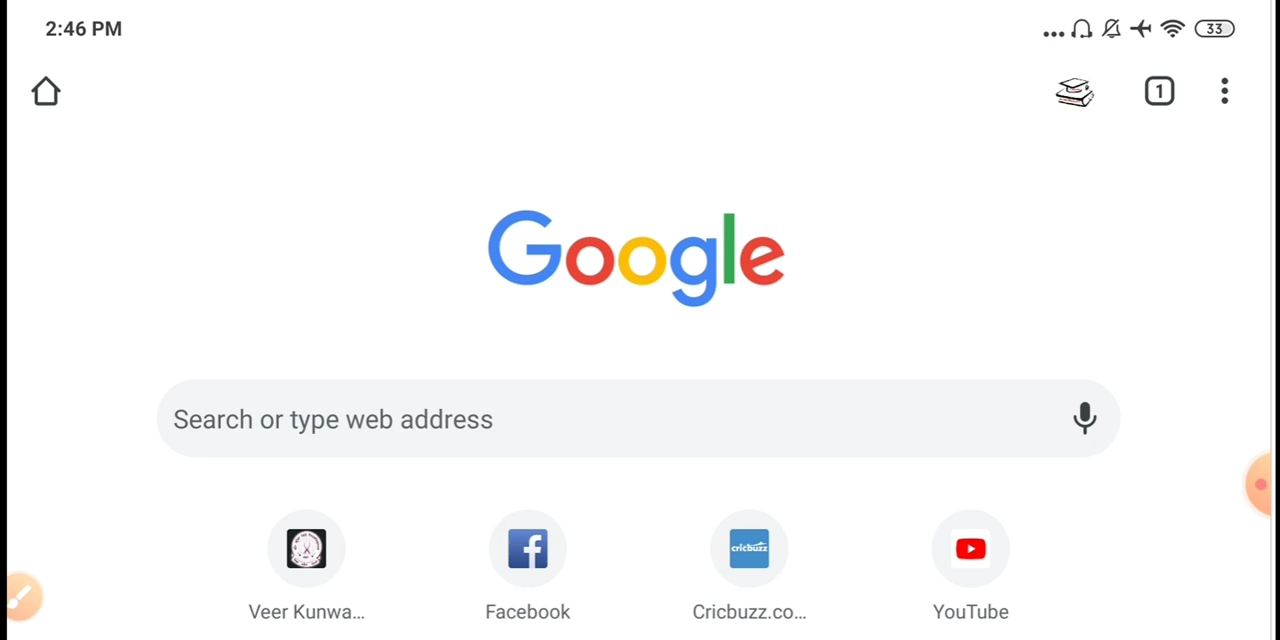 2:46 PM
33
1
Google
Search or type web address
cricbuzz
Veer Kunwa...
Facebook
Cricbuzz.co...
YouTube